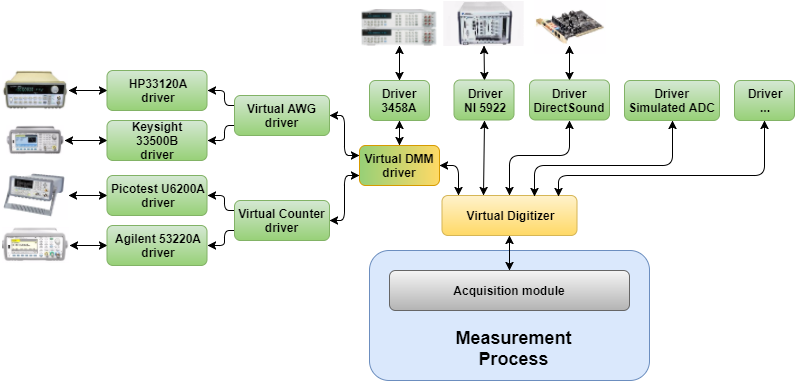 HP33120A
driver
Keysight
33500B
driver
Picotest U6200A
driver
Agilent 53220A
driver
Virtual AWG
driver
Virtual Counter
driver
Driver
3458A
Virtual DMM
driver
Driver
NI 5922
Driver
DirectSound
Driver
Simulated ADC
Driver
...
Virtual Digitizer
Acquisition module
Measurement
Process